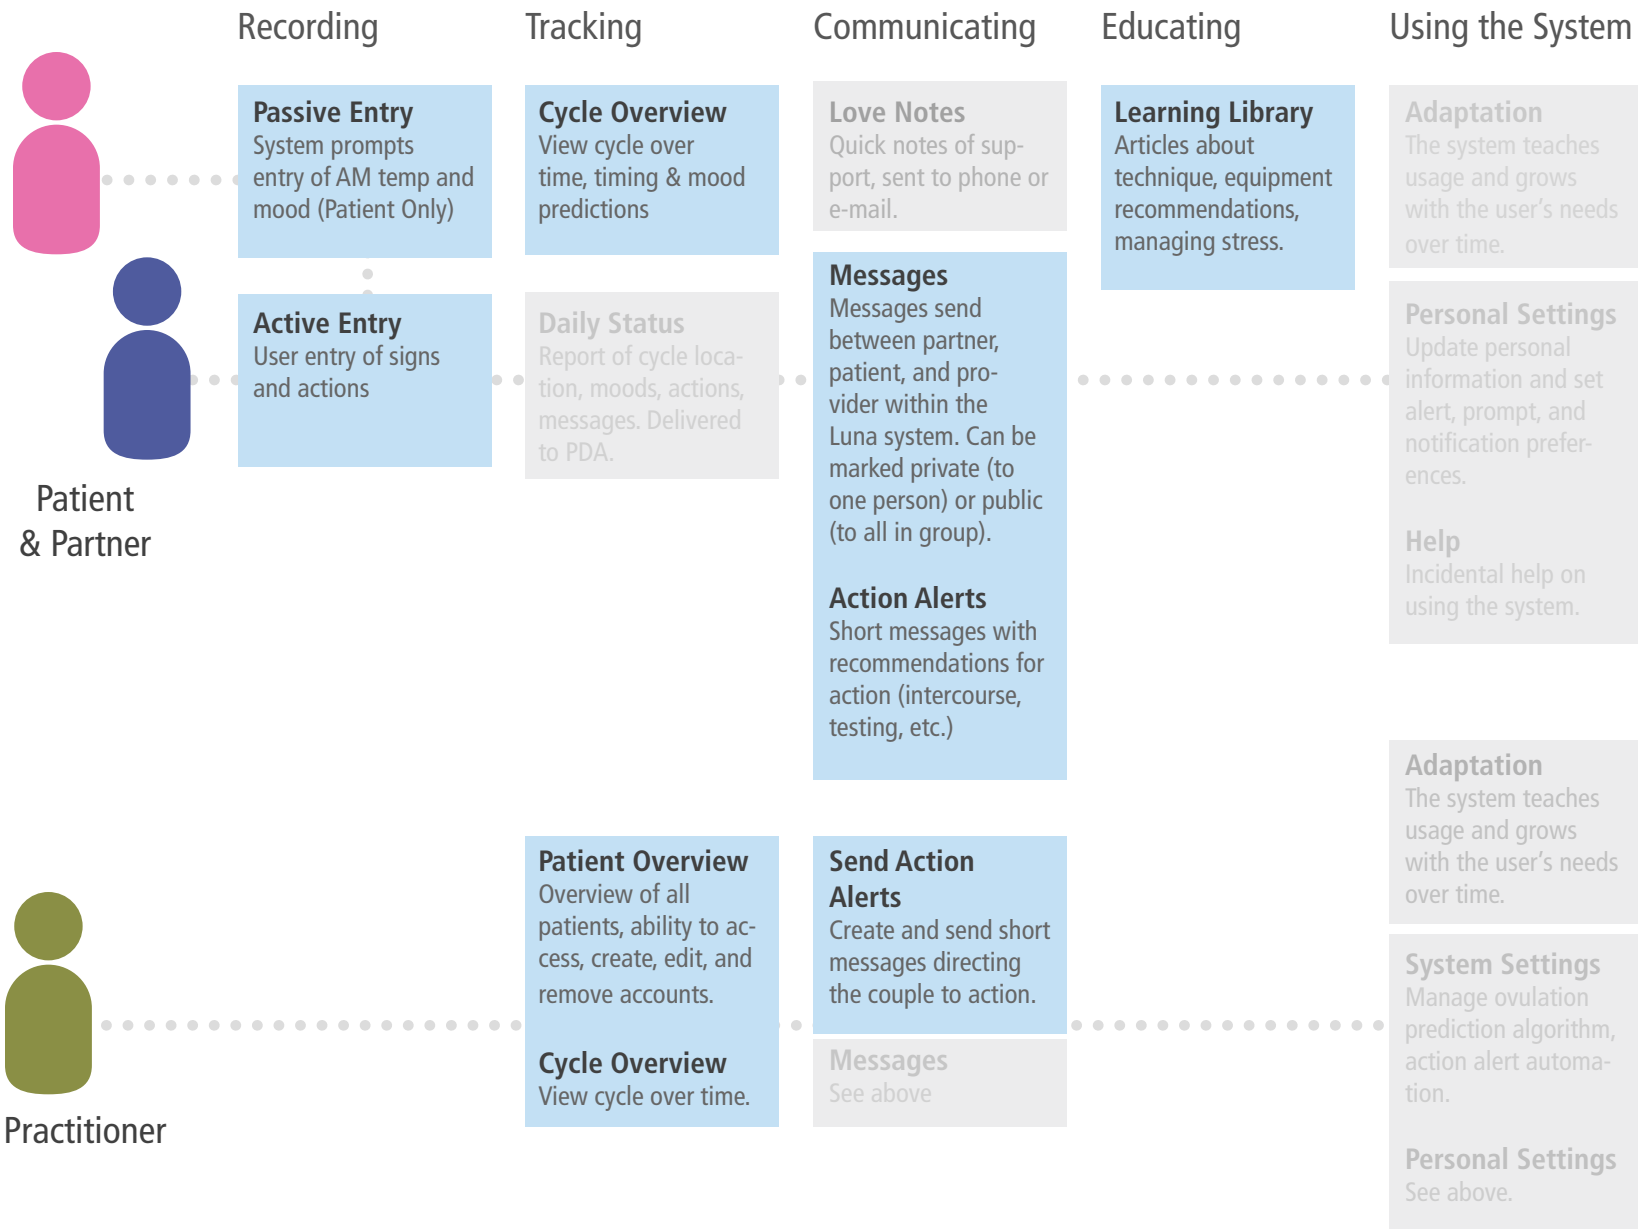 Recording
Tracking
Communicating
Educating
Using the System
Passive Entry
System prompts
entry of AM temp and
mood (Patient Only)
Active Entry
User entry of signs
and actions
Cycle Overview
View cycle over
time, timing & mood
predictions
Daily Status
Report of cycle loca-
tion, moods, actions,
messages. Delivered
to PDA.
Love Notes
Quick notes of sup-
port, sent to phone or
e-mail.
Messages
Messages send
between partner,
patient, and pro-
vider within the
Luna system. Can be
marked private (to
one person) or public
(to all in group).
Action Alerts
Short messages with
recommendations for
action (intercourse,
testing, etc.)
Learning Library
Articles about
technique, equipment
recommendations,
managing stress.
Adaptation
The system teaches
usage and grows
with the user's needs
over time.
Personal Settings
Update personal
information and set
alert, prompt, and
notification prefer-
ences.
Help
Incidental help on
using the system.
Patient
& Partner
Patient Overview
Overview of all
patients, ability to ac-
cess, create, edit, and
remove accounts.
Cycle Overview
View cycle over time.
Send Action
Alerts
Create and send short
messages directing
the couple to action.
Messages
See above
Adaptation
The system teaches
usage and grows
with the user's needs
over time.
System Settings
Manage ovulation
prediction algorithm,
action alert automa-
tion.
Personal Settings
See above.
Practitioner